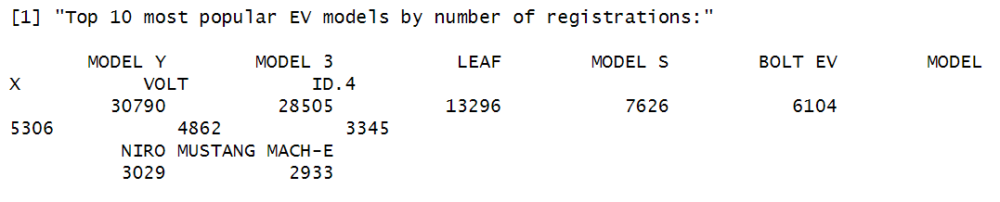 [1] "Top 10 most popular EV models by number of registrations:"
MODEL Y MODEL 3 LEAF MODEL S BOLT EV MODEL
X VOLT ID.4
30790 28505 13296 7626 6104
5306 4862 3345
NIRO MUSTANG MACH-E
3029 2933